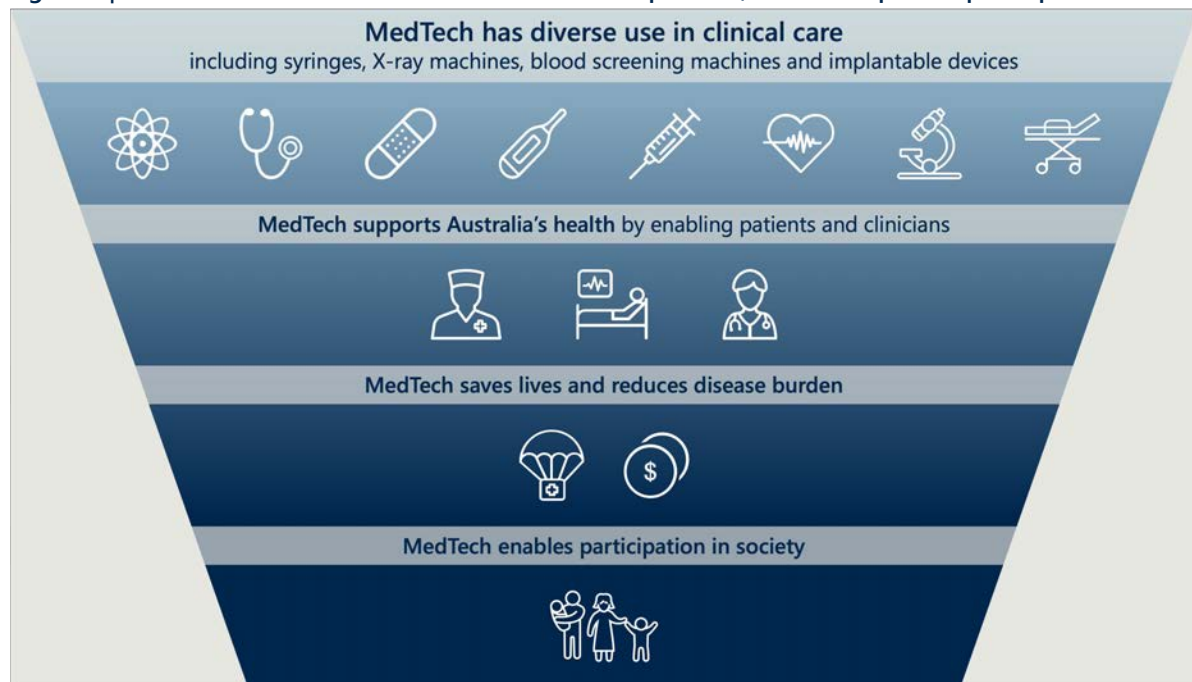 MedTech has diverse use in clinical care
including syringes, X-ray machines, blood screening machines and implantable devices
MedTech supports Australia's health by enabling patients and clinicians
MedTech saves lives and reduces disease burden
$
MedTech enables participation in society